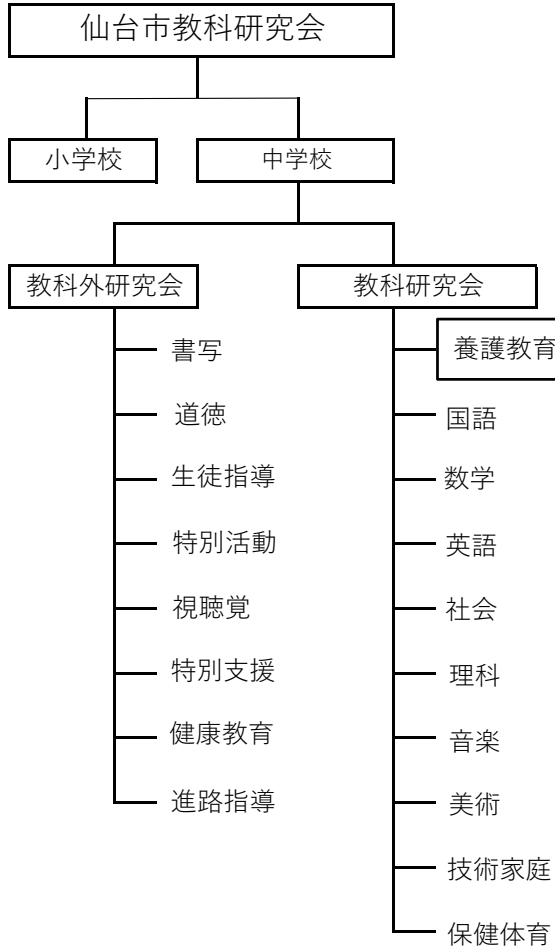 仙台市教科研究会
小学校
中学校
教科外研究会
教科研究会
書写
道徳
生徒指導
特別活動
視聴覚
特別支援
健康教育
進路指導
養護教育
国語
数学
英語
社会
理科
音楽
美術
技術家庭
保健体育